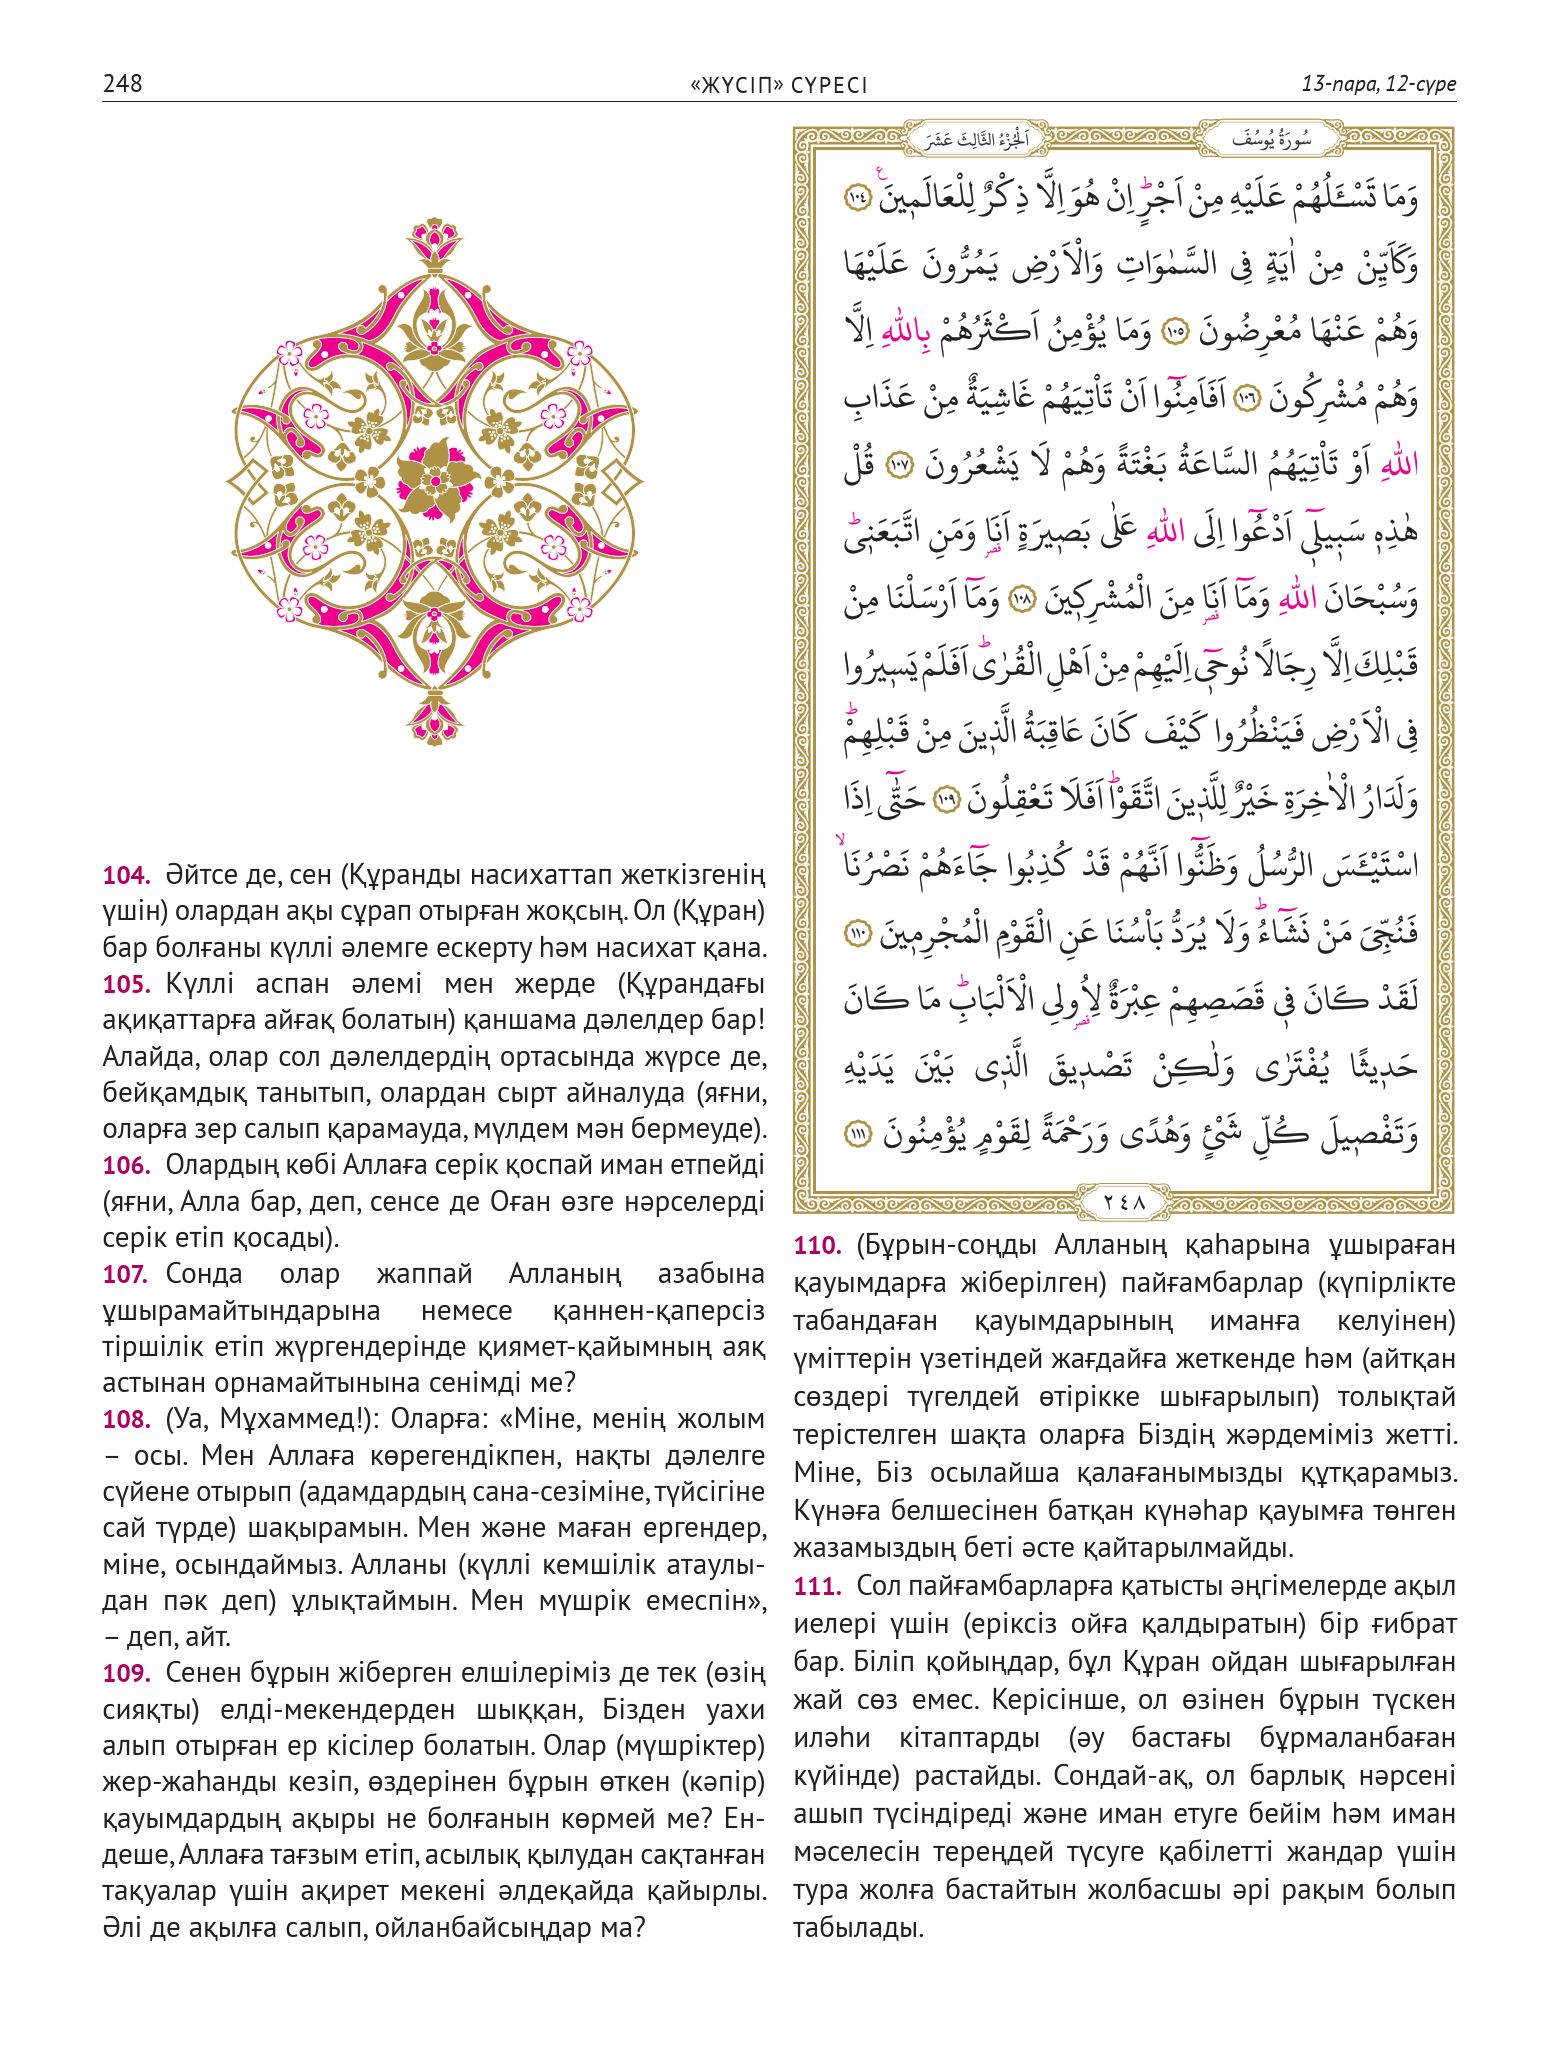 248
«ЖҮСІП» СҮРЕСІ
13-пара, 12-сүре
سُورَةُ يُوسُفَ
اَلْجُزْءُ الثَّالِثَ عَشَرَ
وَمَا تَسْـَٔلُهُمْ عَلَيْهِ مِنْ اَجْرٍۜ اِنْ هُوَ اِلَّا ذِكْرٌ لِلْعَالَم۪ينَ۟ ﴿١٠٤﴾
وَكَاَيِّنْ مِنْ اٰيَةٍ فِى السَّمٰوَاتِ وَالْاَرْضِ يَمُرُّونَ عَلَيْهَا
وَهُمْ عَنْهَا مُعْرِضُونَ ﴿١٠٥﴾ وَمَا يُؤْمِنُ اَكْثَرُهُمْ بِاللّٰهِ اِلَّا
وَهُمْ مُشْرِكُونَ ﴿١٠٦﴾ اَفَاَمِنُٓوا اَنْ تَأْتِيَهُمْ غَاشِيَةٌ مِنْ عَذَابِ
اللّٰهِ اَوْ تَأْتِيَهُمُ السَّاعَةُ بَغْتَةً وَهُمْ لَا يَشْعُرُونَ ﴿١٠٧﴾ قُلْ
هٰذِه۪ سَب۪يل۪ٓى اَدْعُٓوا اِلَى اللّٰهِ عَلٰى بَص۪يرَةٍ اَنَا۬ وَمَنِ اتَّبَعَن۪ىۜ
وَسُبْحَانَ اللّٰهِ وَمَٓا اَنَا۬ مِنَ الْمُشْرِك۪ينَ ﴿١٠٨﴾ وَمَٓا اَرْسَلْنَا مِنْ
قَبْلِكَ اِلَّا رِجَالًا نُوح۪ٓى اِلَيْهِمْ مِنْ اَهْلِ الْقُرٰىۜ اَفَلَمْ يَس۪يرُوا
فِى الْاَرْضِ فَيَنْظُرُوا كَيْفَ كَانَ عَاقِبَةُ الَّذ۪ينَ مِنْ قَبْلِهِمْۜ
وَلَدَارُ الْاٰخِرَةِ خَيْرٌ لِلَّذ۪ينَ اتَّقَوْاۜ اَفَلَا تَعْقِلُونَ ﴿١٠٩﴾ حَتّٰٓى اِذَا
اسْتَيْـَٔسَ الرُّسُلُ وَظَنُّٓوا اَنَّهُمْ قَدْ كُذِبُوا جَٓاءَهُمْ نَصْرُنَاۙ
فَنُجِّىَ مَنْ نَشَٓاءُۜ وَلَا يُرَدُّ بَأْسُنَا عَنِ الْقَوْمِ الْمُجْرِم۪ينَ ﴿١١٠﴾
لَقَدْ كَانَ ف۪ى قَصَصِهِمْ عِبْرَةٌ لِاُو۬لِى الْاَلْبَابِۜ مَا كَانَ
حَد۪يثًا يُفْتَرٰى وَلٰكِنْ تَصْد۪يقَ الَّذ۪ى بَيْنَ يَدَيْهِ
وَتَفْص۪يلَ كُلِّ شَىْءٍ وَهُدًى وَرَحْمَةً لِقَوْمٍ يُؤْمِنُونَ ﴿١١١﴾
٢٤٨
104. Әйтсе де, сен (Құранды насихаттап жеткізгенің
үшін) олардан ақы сұрап отырған жоқсың. Ол (Құран)
бар болғаны күллі әлемге ескерту һәм насихат қана.
105. Күллі аспан әлемі мен жерде (Құрандағы
ақиқаттарға айғақ болатын) қаншама дәлелдер бар!
Алайда, олар сол дәлелдердің ортасында жүрсе де,
бейқамдық танытып, олардан сырт айналуда (яғни,
оларға зер салып қарамауда, мүлдем мән бермеуде).
106. Олардың көбі Аллаға серік қоспай иман етпейді
(яғни, Алла бар, деп, сенсе де Оған өзге нәрселерді
серік етіп қосады).
107. Сонда олар жаппай Алланың азабына
ұшырамайтындарына немесе қаннен-қаперсіз
тіршілік етіп жүргендерінде қиямет-қайымның аяқ
астынан орнамайтынына сенімді ме?
108. (Уа, Мұхаммед!): Оларға: «Міне, менің жолым
– осы. Мен Аллаға көрегендікпен, нақты дәлелге
сүйене отырып (адамдардың сана-сезіміне, түйсігіне
сай түрде) шақырамын. Мен және маған ергендер,
міне, осындаймыз. Алланы (күллі кемшілік атаулы-
дан пәк деп) ұлықтаймын. Мен мүшрік емеспін»,
– деп, айт.
109. Сенен бұрын жіберген елшілеріміз де тек (өзің
сияқты) елді-мекендерден шыққан, Бізден уахи
алып отырған ер кісілер болатын. Олар (мүшріктер)
жер-жаһанды кезіп, өздерінен бұрын өткен (кәпір)
қауымдардың ақыры не болғанын көрмей ме? Ен-
деше, Аллаға тағзым етіп, асылық қылудан сақтанған
тақуалар үшін ақирет мекені әлдеқайда қайырлы.
Әлі де ақылға салып, ойланбайсыңдар ма?
110. (Бұрын-соңды Алланың қаһарына ұшыраған
қауымдарға жіберілген) пайғамбарлар (күпірлікте
табандаған қауымдарының иманға келуінен)
үміттерін үзетіндей жағдайға жеткенде һәм (айтқан
сөздері түгелдей өтірікке шығарылып) толықтай
терістелген шақта оларға Біздің жәрдеміміз жетті.
Міне, Біз осылайша қалағанымызды құтқарамыз.
Күнәға белшесінен батқан күнәһар қауымға төнген
жазамыздың беті әсте қайтарылмайды.
111. Сол пайғамбарларға қатысты әңгімелерде ақыл
иелері үшін (еріксіз ойға қалдыратын) бір ғибрат
бар. Біліп қойыңдар, бұл Құран ойдан шығарылған
жай сөз емес. Керісінше, ол өзінен бұрын түскен
иләһи кітаптарды (әу бастағы бұрмаланбаған
күйінде) растайды. Сондай-ақ, ол барлық нәрсені
ашып түсіндіреді және иман етуге бейім һәм иман
мәселесін тереңдей түсуге қабілетті жандар үшін
тура жолға бастайтын жолбасшы әрі рақым болып
табылады.